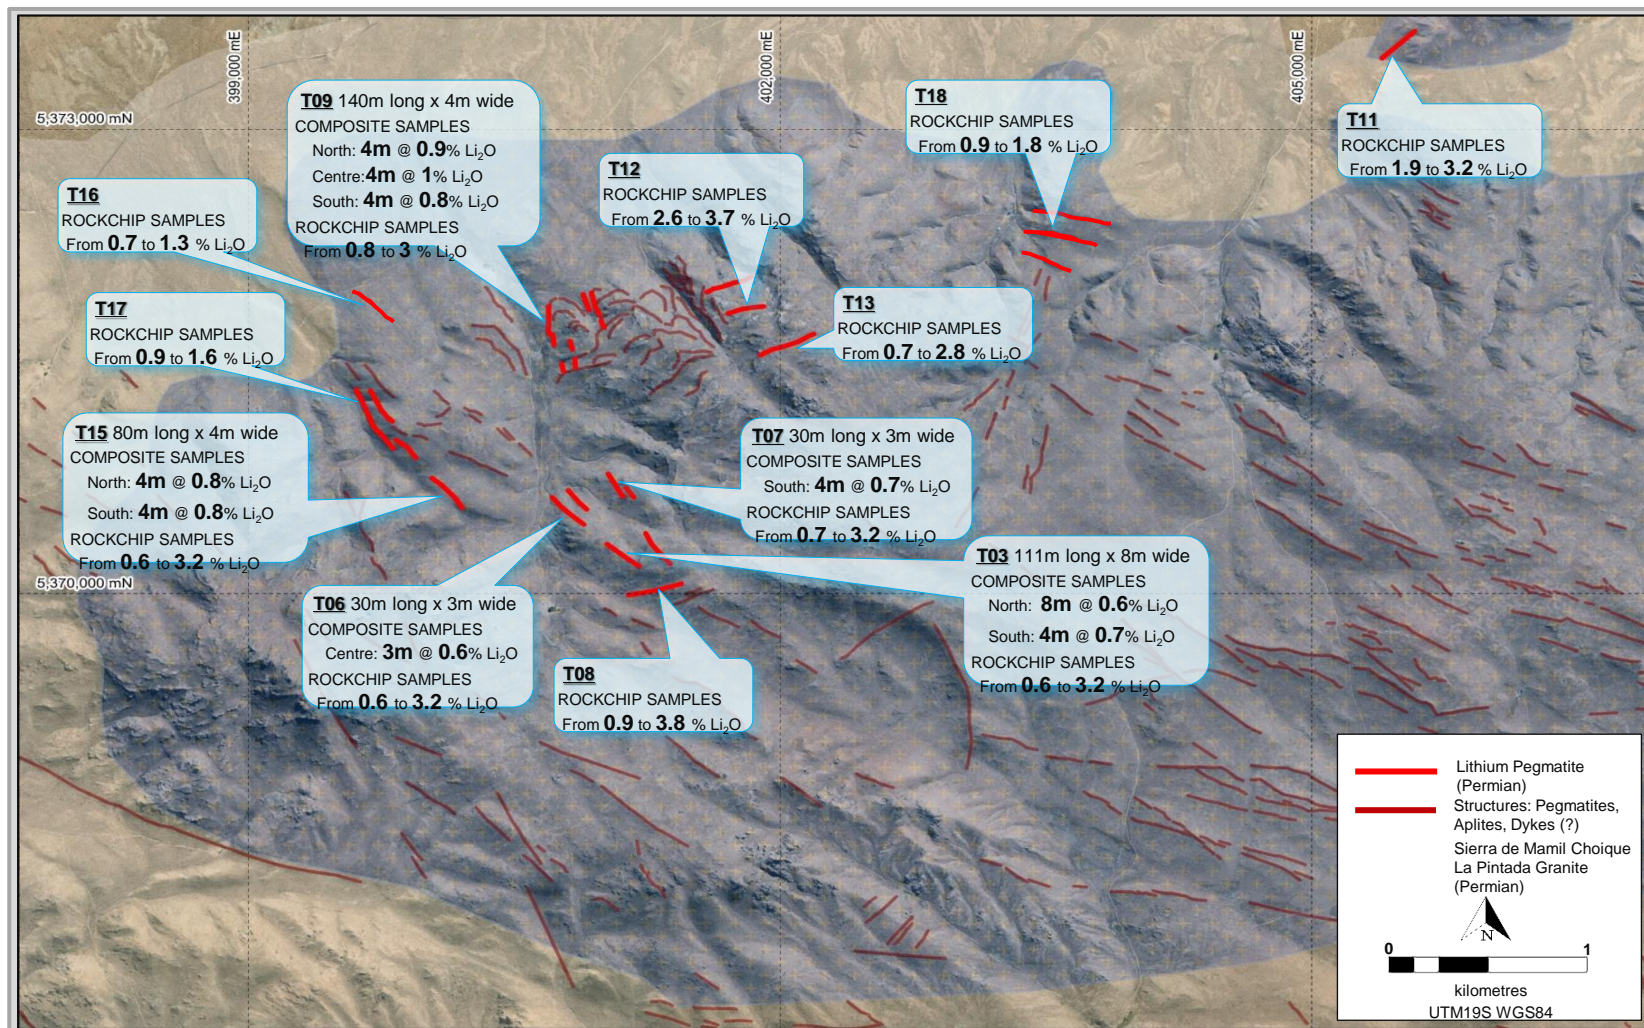 399,000 mE
402,000 mE
405,000 mE
5,373,000 mN
5,370,000 mN
T09 140m long x 4m wide
COMPOSITE SAMPLES
North: 4m @ 0.9% Li₂O
Centre:4m @ 1% Li₂O
South: 4m @ 0.8% Li₂O
ROCKCHIP SAMPLES
From 0.8 to 3 % Li₂O
T18
ROCKCHIP SAMPLES
From 0.9 to 1.8 % Li₂O
T11
ROCKCHIP SAMPLES
From 1.9 to 3.2 % Li₂O
T12
ROCKCHIP SAMPLES
From 2.6 to 3.7 % Li₂O
T16
ROCKCHIP SAMPLES
From 0.7 to 1.3 % Li₂O
T17
ROCKCHIP SAMPLES
From 0.9 to 1.6 % Li₂O
T13
ROCKCHIP SAMPLES
From 0.7 to 2.8 % Li₂O
T15 80m long x 4m wide
COMPOSITE SAMPLES
North: 4m @ 0.8% Li₂O
South: 4m @ 0.8% Li₂O
ROCKCHIP SAMPLES
From 0.6 to 3.2 % Li₂O
T07 30m long x 3m wide
COMPOSITE SAMPLES
South: 4m @ 0.7% Li₂O
ROCKCHIP SAMPLES
From 0.7 to 3.2 % Li₂O
T03 111m long x 8m wide
COMPOSITE SAMPLES
North: 8m @ 0.6% Li₂O
South: 4m @ 0.7% Li₂O
ROCKCHIP SAMPLES
From 0.6 to 3.2 % Li₂O
T06 30m long x 3m wide
COMPOSITE SAMPLES
Centre: 3m @ 0.6% Li₂O
ROCKCHIP SAMPLES
From 0.6 to 3.2 % Li₂O
T08
ROCKCHIP SAMPLES
From 0.9 to 3.8 % Li₂O
Lithium Pegmatite
(Permian)
Structures: Pegmatites,
Aplites, Dykes (?)
Sierra de Mamil Choique
La Pintada Granite
(Permian)
N
0 1
kilometres
UTM19S WGS84